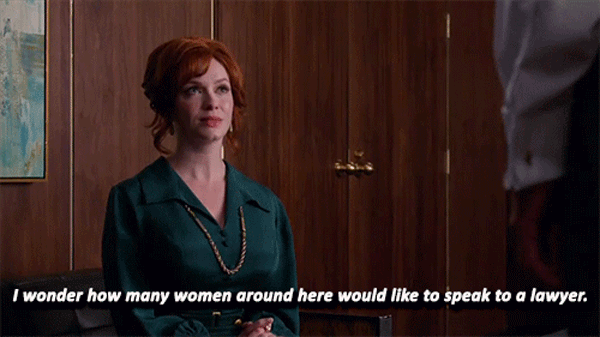 I wonder how many women around here would like to speak to a lawyer.